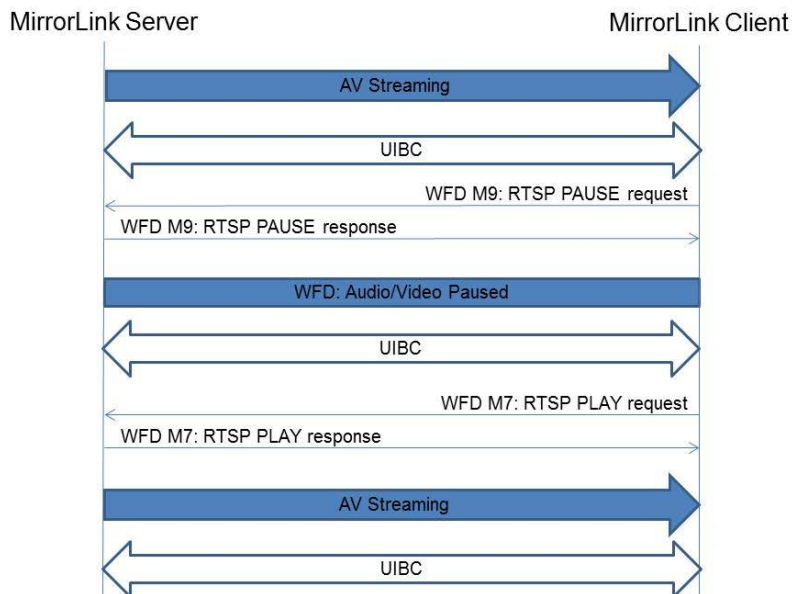 MirrorLink Server
MirrorLink Client
AV Streaming
UIBC
WFD M9: RTSP PAUSE request
WFD M9: RTSP PAUSE response
WFD: Audio/Video Paused
UIBC
WFD M7: RTSP PLAY request
WFD M7: RTSP PLAY response
AV Streaming
UIBC